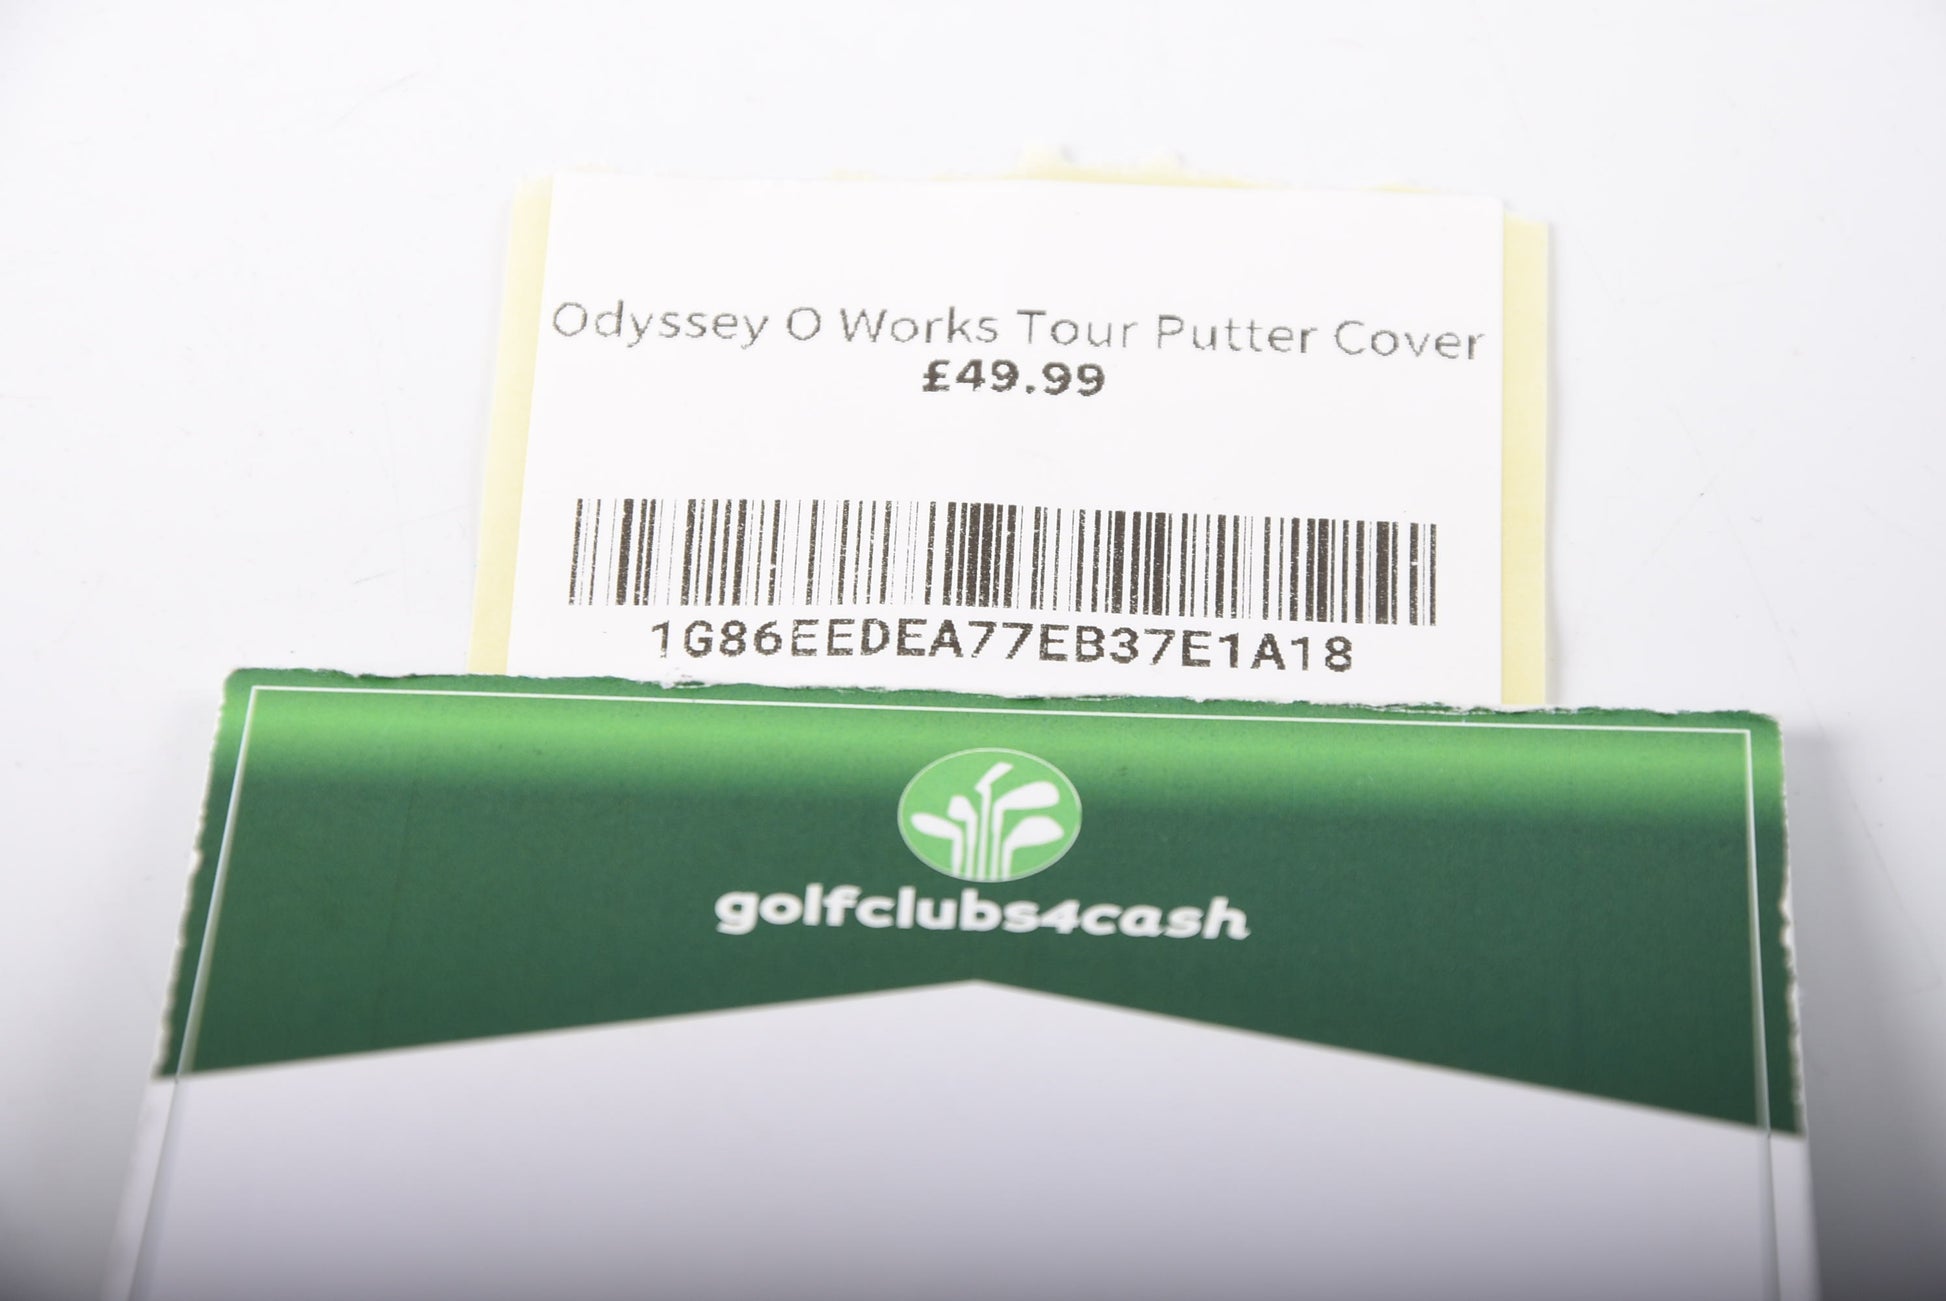 Odyssey O Works Tour Putter Cover
£49.99
1G86EEDEA77EB37E1A18
golfclubs4cash